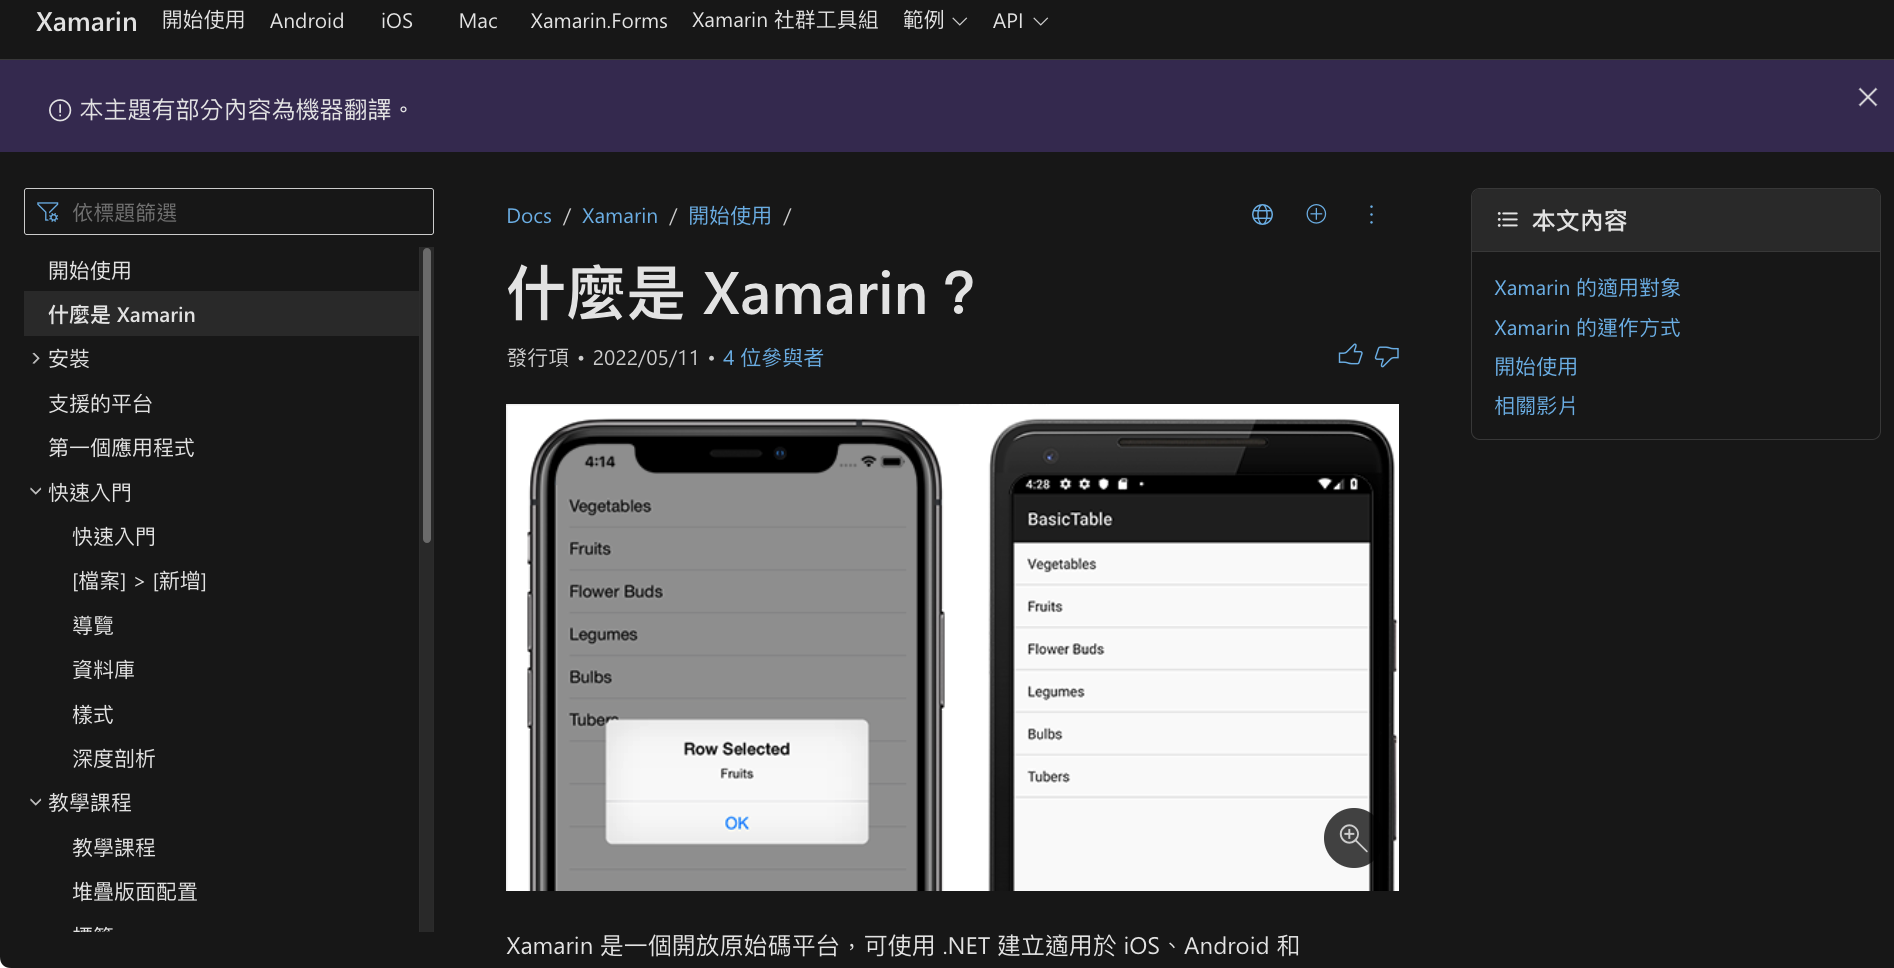 Xamarin 開始使用 Android iOS Mac Xamarin.Forms Xamarin 社群工具組 範例 API
本主題有部分內容為機器翻譯。
依標題篩選
開始使用
什麼是 Xamarin
安裝
支援的平台
第一個應用程式
快速入門
快速入門
[檔案] > [新增]
導覽
資料庫
樣式
深度剖析
教學課程
教學課程
堆疊版面配置
Docs / Xamarin / 開始使用 /
什麼是 Xamarin？
發行項 • 2022/05/11 • 4 位參與者
4:14
Vegetables
Fruits
Flower Buds
Legumes
Bulbs
Tubers
Row Selected
Fruits
OK
4:28
BasicTable
Vegetables
Fruits
Flower Buds
Legumes
Bulbs
Tubers
Xamarin 是一個開放原始碼平台，可使用 .NET 建立適用於 iOS、Android 和
本文內容
Xamarin 的適用對象
Xamarin 的運作方式
開始使用
相關影片